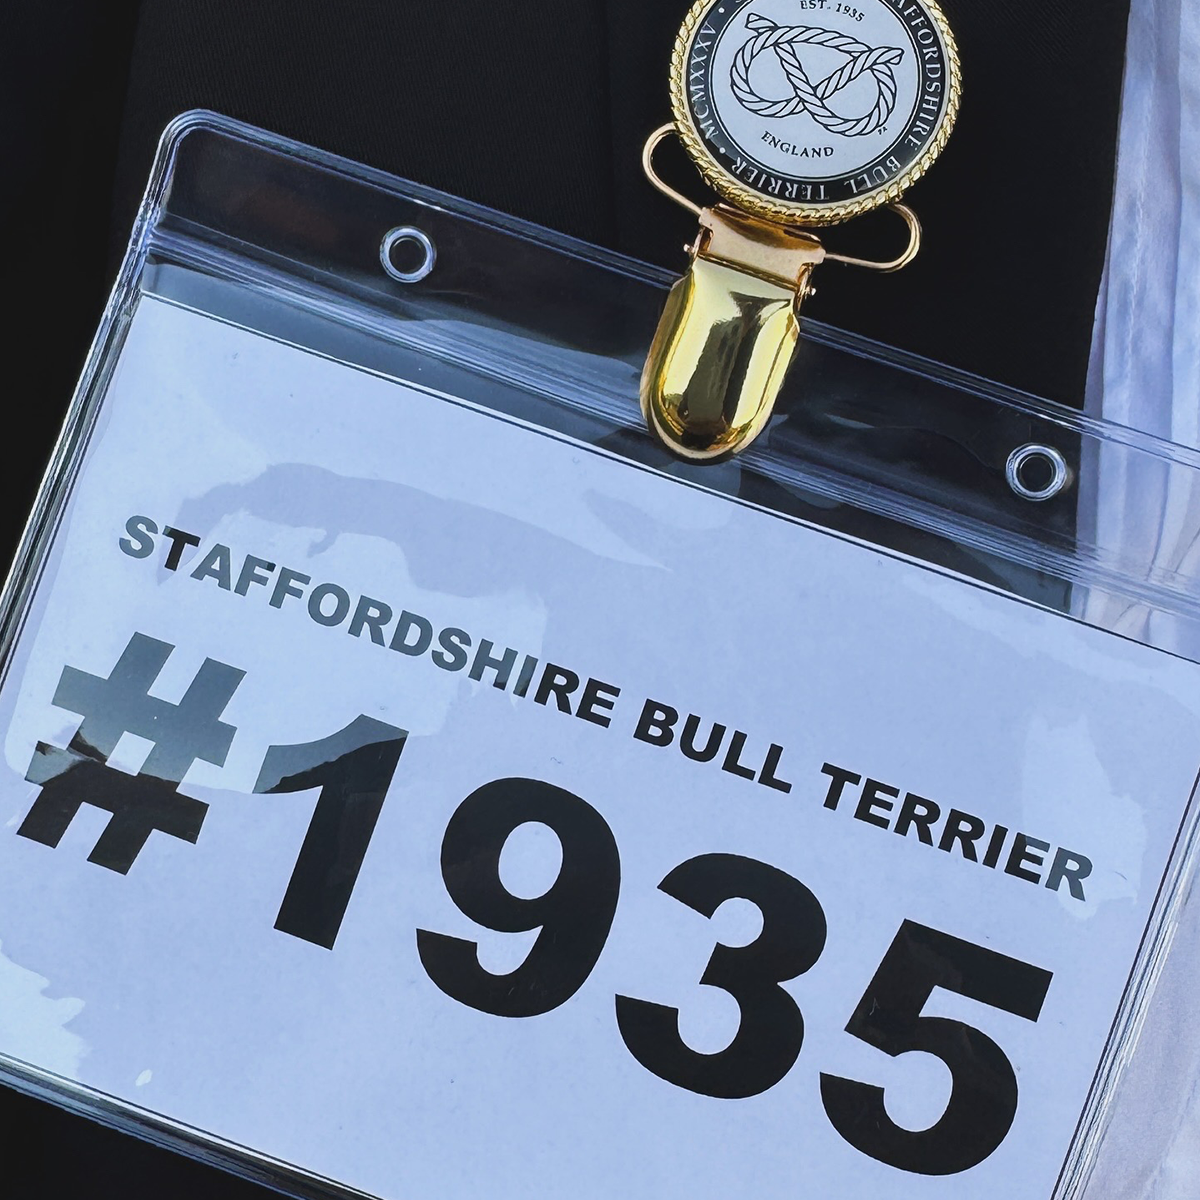 EST. 1935
ENGLAND
STAFFORDSHIRE BULL TERRIER • MCMXXXV •
STAFFORDSHIRE BULL TERRIER
#1935